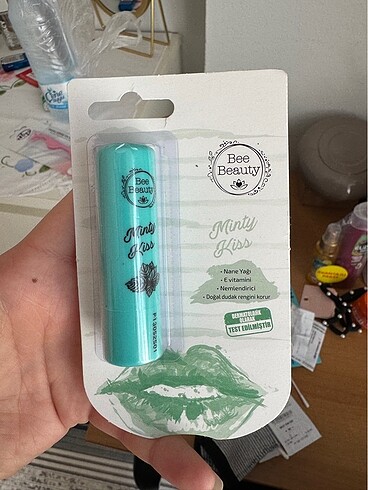 Bee
Beauty
Minty
Kiss
Bee
Beauty
Minty
Kiss
• Nane Yağı
• E vitamini
• Nemlendirici
• Doğal dudak rengini korur
DERMATOLOJİK
OLARAK
TEST EDİLMİŞTİR